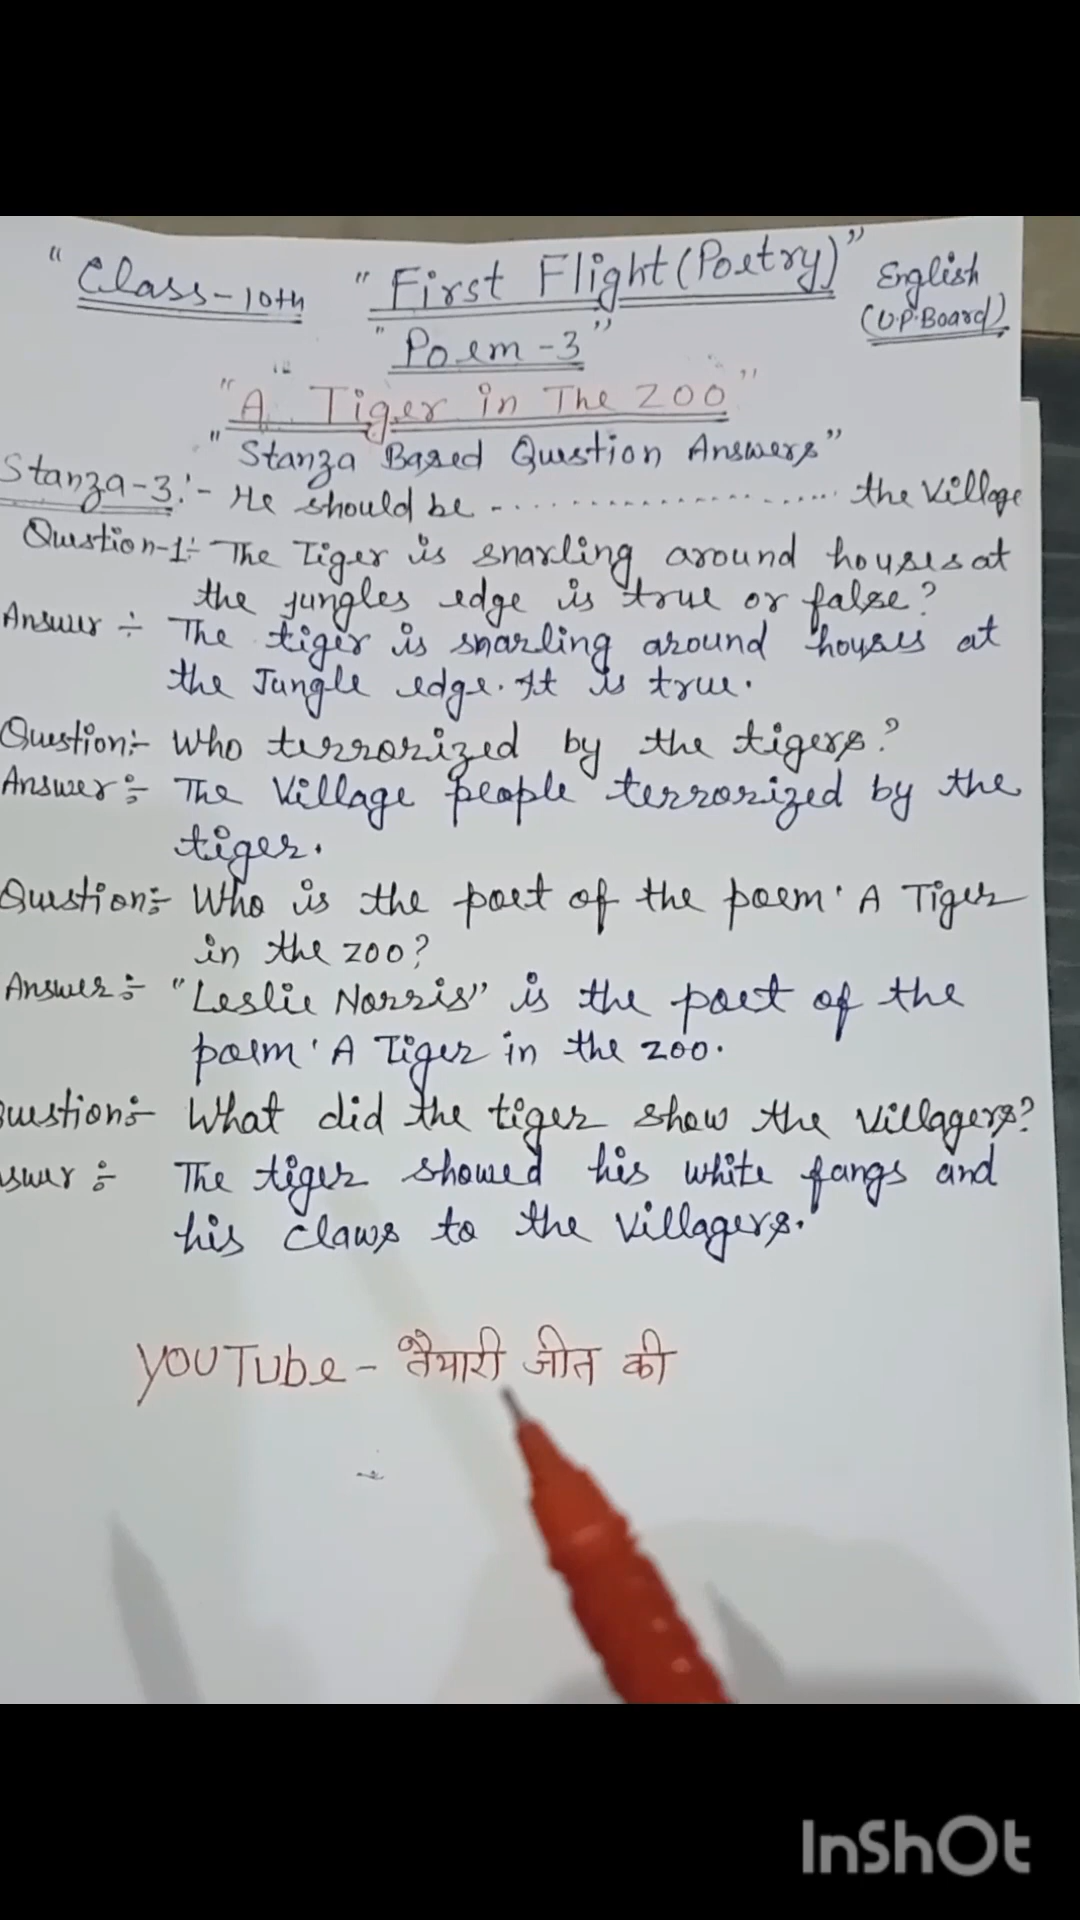 "Class-10th "First Flight (Poetry)" English
(U.P. Board)
"Poem-3"
"A Tiger in The Zoo"
"Stanza Based Question Answers"
Stanza-3:- He should be .................... the Village
Question-1:- The Tiger is snarling around houses at
the jungles edge is true or false?
Answer:- The tiger is snarling around houses at
the Jungle edge. It is true.
Question:- Who terrorized by the tigers?
Answer:- The Village people terrorized by the
tiger.
Question:- Who is the poet of the poem 'A Tiger
in the zoo?
Answer:- "Leslie Norris" is the poet of the
poem 'A Tiger in the zoo.
Question:- What did the tiger show the villagers?
nswer:- The tiger showed his white fangs and
his claws to the villagers.
YOUTube - तैयारी जीत की
InShOt